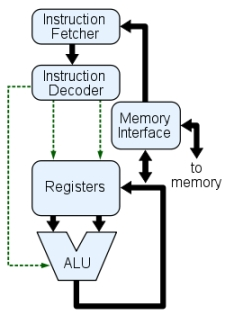 Instruction
Fetcher
Instruction
Decoder
Memory
Interface
to
memory
Registers
ALU